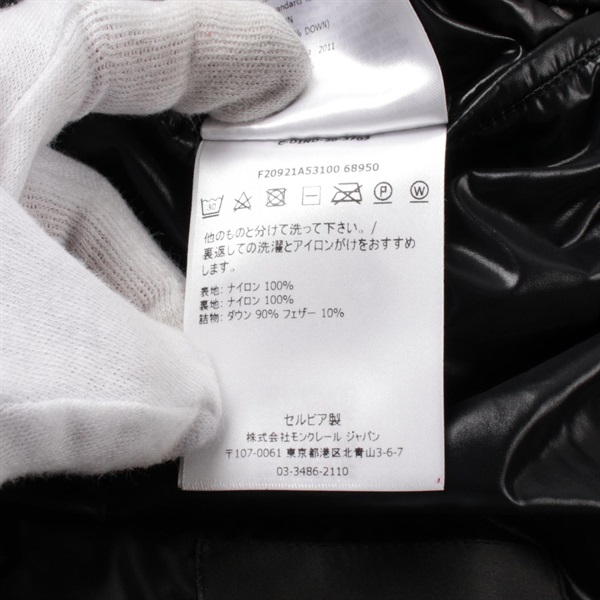 DOWN)
2011
F20921A53100 68950
他のものと分けて洗って下さい。/
裏返しての洗濯とアイロンがけをおすすめ
します。
表地: ナイロン 100%
裏地: ナイロン 100%
詰物: ダウン 90% フェザー 10%
セルビア製
株式会社モンクレール ジャパン
〒107-0061 東京都港区北青山3-6-7
03-3486-2110